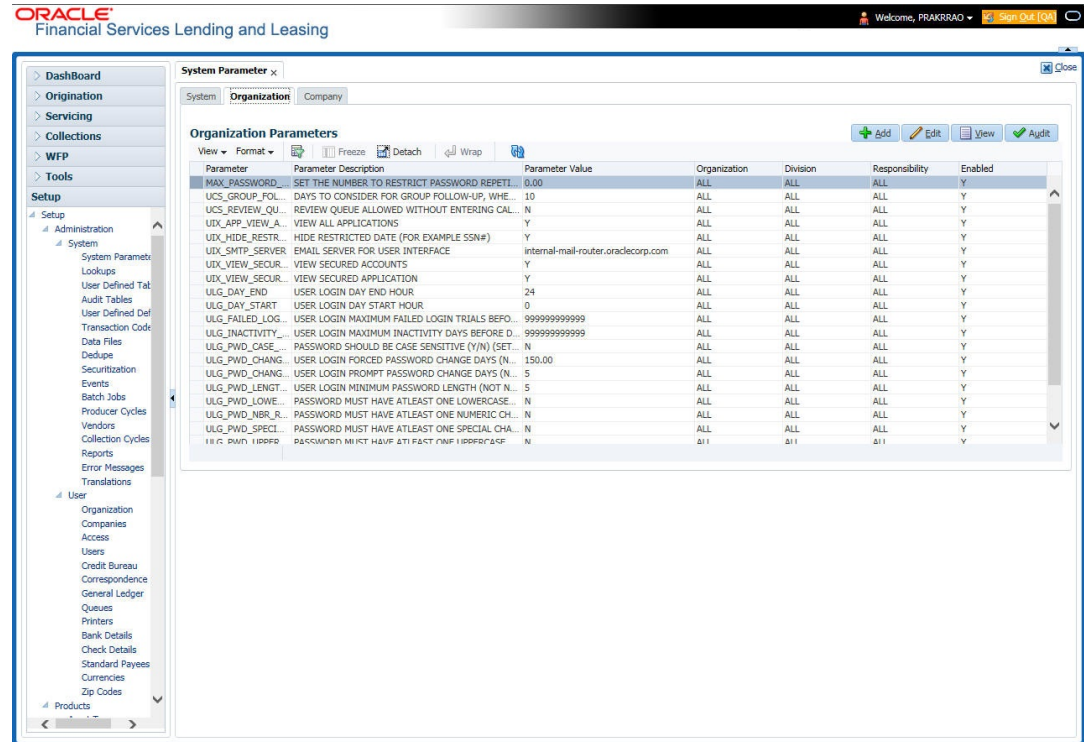 ORACLE
Financial Services Lending and Leasing
Welcome, PRAKRRAO
Sign Out [QA]
DashBoard
Origination
Servicing
Collections
WFP
Tools
Setup
Setup
Administration
System
System Paramete
Lookups
User Defined Tab
Audit Tables
User Defined Def
Transaction Code
Data Files
Dedupe
Securitization
Events
Batch Jobs
Producer Cycles
Vendors
Collection Cycles
Reports
Error Messages
Translations
User
Organization
Companies
Access
Users
Credit Bureau
Correspondence
General Ledger
Queues
Printers
Bank Details
Check Details
Standard Payees
Currencies
Zip Codes
Products
System Parameter x
Close
System Organization Company
Organization Parameters
Add Edit View Audit
View Format Freeze Detach Wrap
Parameter Parameter Description Parameter Value Organization Division Responsibility Enabled
MAX_PASSWORD_... SET THE NUMBER TO RESTRICT PASSWORD REPETI... 0.00 ALL ALL ALL Y
UCS_GROUP_FOL... DAYS TO CONSIDER FOR GROUP FOLLOW-UP, WHE... 10 ALL ALL ALL Y
UCS_REVIEW_QU... REVIEW QUEUE ALLOWED WITHOUT ENTERING CAL... N ALL ALL ALL Y
UIX_APP_VIEW_A... VIEW ALL APPLICATIONS Y ALL ALL ALL Y
UIX_HIDE_RESTR... HIDE RESTRICTED DATE (FOR EXAMPLE SSN#) Y ALL ALL ALL Y
UIX_SMTP_SERVER EMAIL SERVER FOR USER INTERFACE internal-mail-router.oraclecorp.com ALL ALL ALL Y
UIX_VIEW_SECUR... VIEW SECURED ACCOUNTS Y ALL ALL ALL Y
UIX_VIEW_SECUR... VIEW SECURED APPLICATION Y ALL ALL ALL Y
ULG_DAY_END USER LOGIN DAY END HOUR 24 ALL ALL ALL Y
ULG_DAY_START USER LOGIN DAY START HOUR 0 ALL ALL ALL Y
ULG_FAILED_LOG... USER LOGIN MAXIMUM FAILED LOGIN TRIALS BEFO... 999999999999 ALL ALL ALL Y
ULG_INACTIVITY_... USER LOGIN MAXIMUM INACTIVITY DAYS BEFORE D... 999999999999 ALL ALL ALL Y
ULG_PWD_CASE_... PASSWORD SHOULD BE CASE SENSITIVE (Y/N) (SET... N ALL ALL ALL Y
ULG_PWD_CHANG... USER LOGIN FORCED PASSWORD CHANGE DAYS (N... 150.00 ALL ALL ALL Y
ULG_PWD_CHANG... USER LOGIN PROMPT PASSWORD CHANGE DAYS (N... 5 ALL ALL ALL Y
ULG_PWD_LENGT... USER LOGIN MINIMUM PASSWORD LENGTH (NOT N... 5 ALL ALL ALL Y
ULG_PWD_LOWE... PASSWORD MUST HAVE ATLEAST ONE LOWERCASE... N ALL ALL ALL Y
ULG_PWD_NBR_R... PASSWORD MUST HAVE ATLEAST ONE NUMERIC CH... N ALL ALL ALL Y
ULG_PWD_SPECI... PASSWORD MUST HAVE ATLEAST ONE SPECIAL CHA... N ALL ALL ALL Y
ULG_PWD_UPPER PASSWORD MUST HAVE ATLEAST ONE UPPERCASE N ALL ALL ALL Y